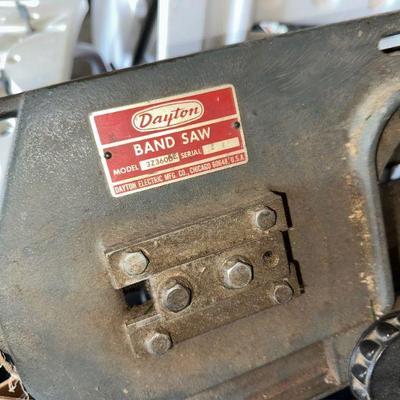 Dayton
BAND SAW
MODEL SERIAL
DAYTON ELECTRIC MFG. CO., CHICAGO 60648 U.S.A.